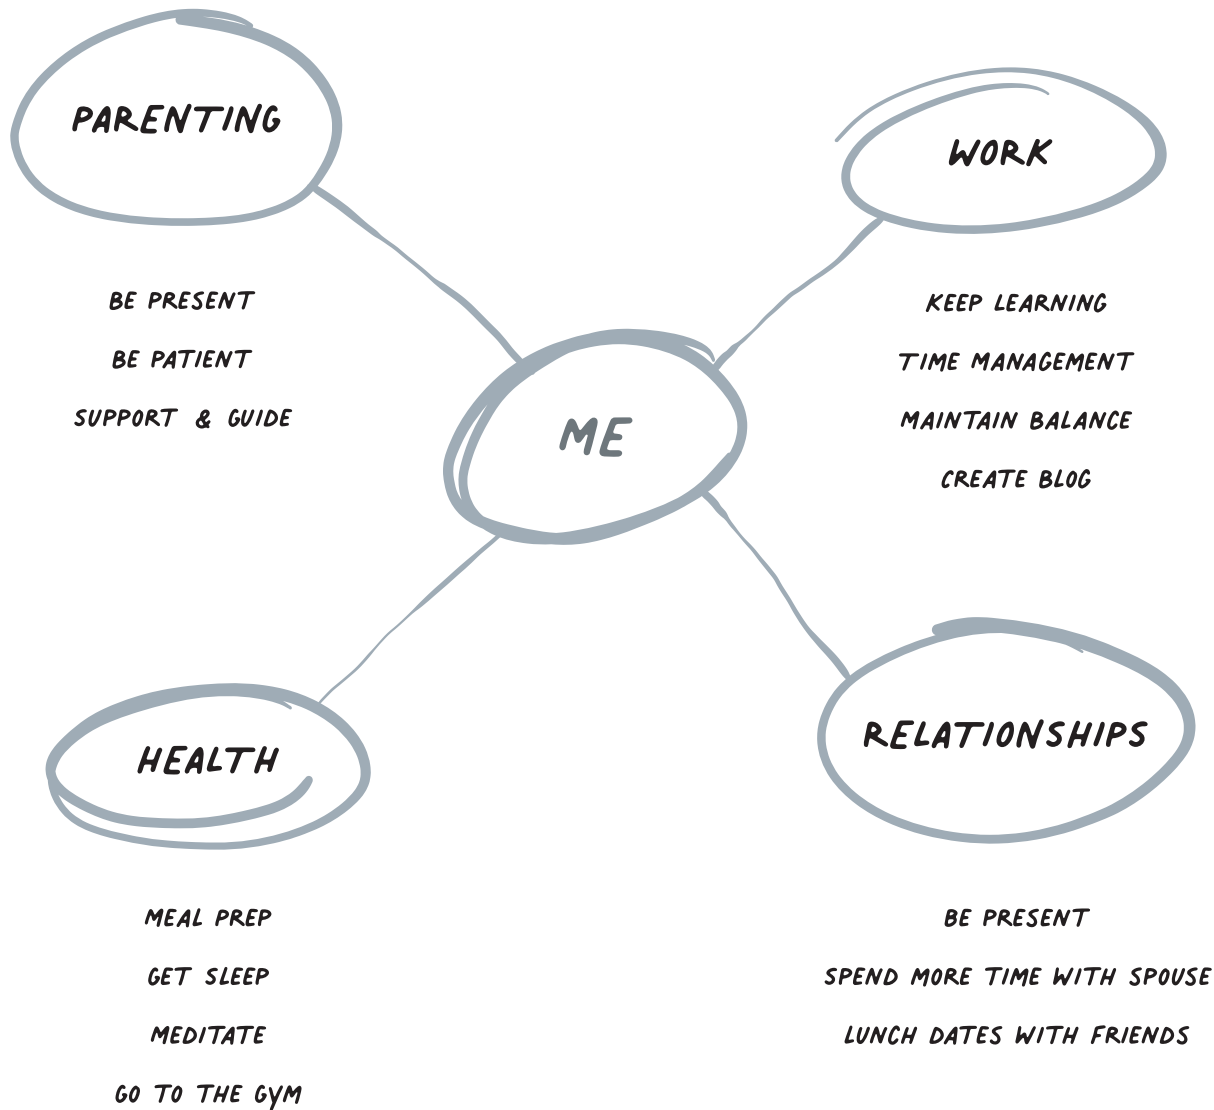 PARENTING
BE PRESENT
BE PATIENT
SUPPORT & GUIDE
WORK
KEEP LEARNING
TIME MANAGEMENT
MAINTAIN BALANCE
CREATE BLOG
ME
HEALTH
MEAL PREP
GET SLEEP
MEDITATE
GO TO THE GYM
RELATIONSHIPS
BE PRESENT
SPEND MORE TIME WITH SPOUSE
LUNCH DATES WITH FRIENDS